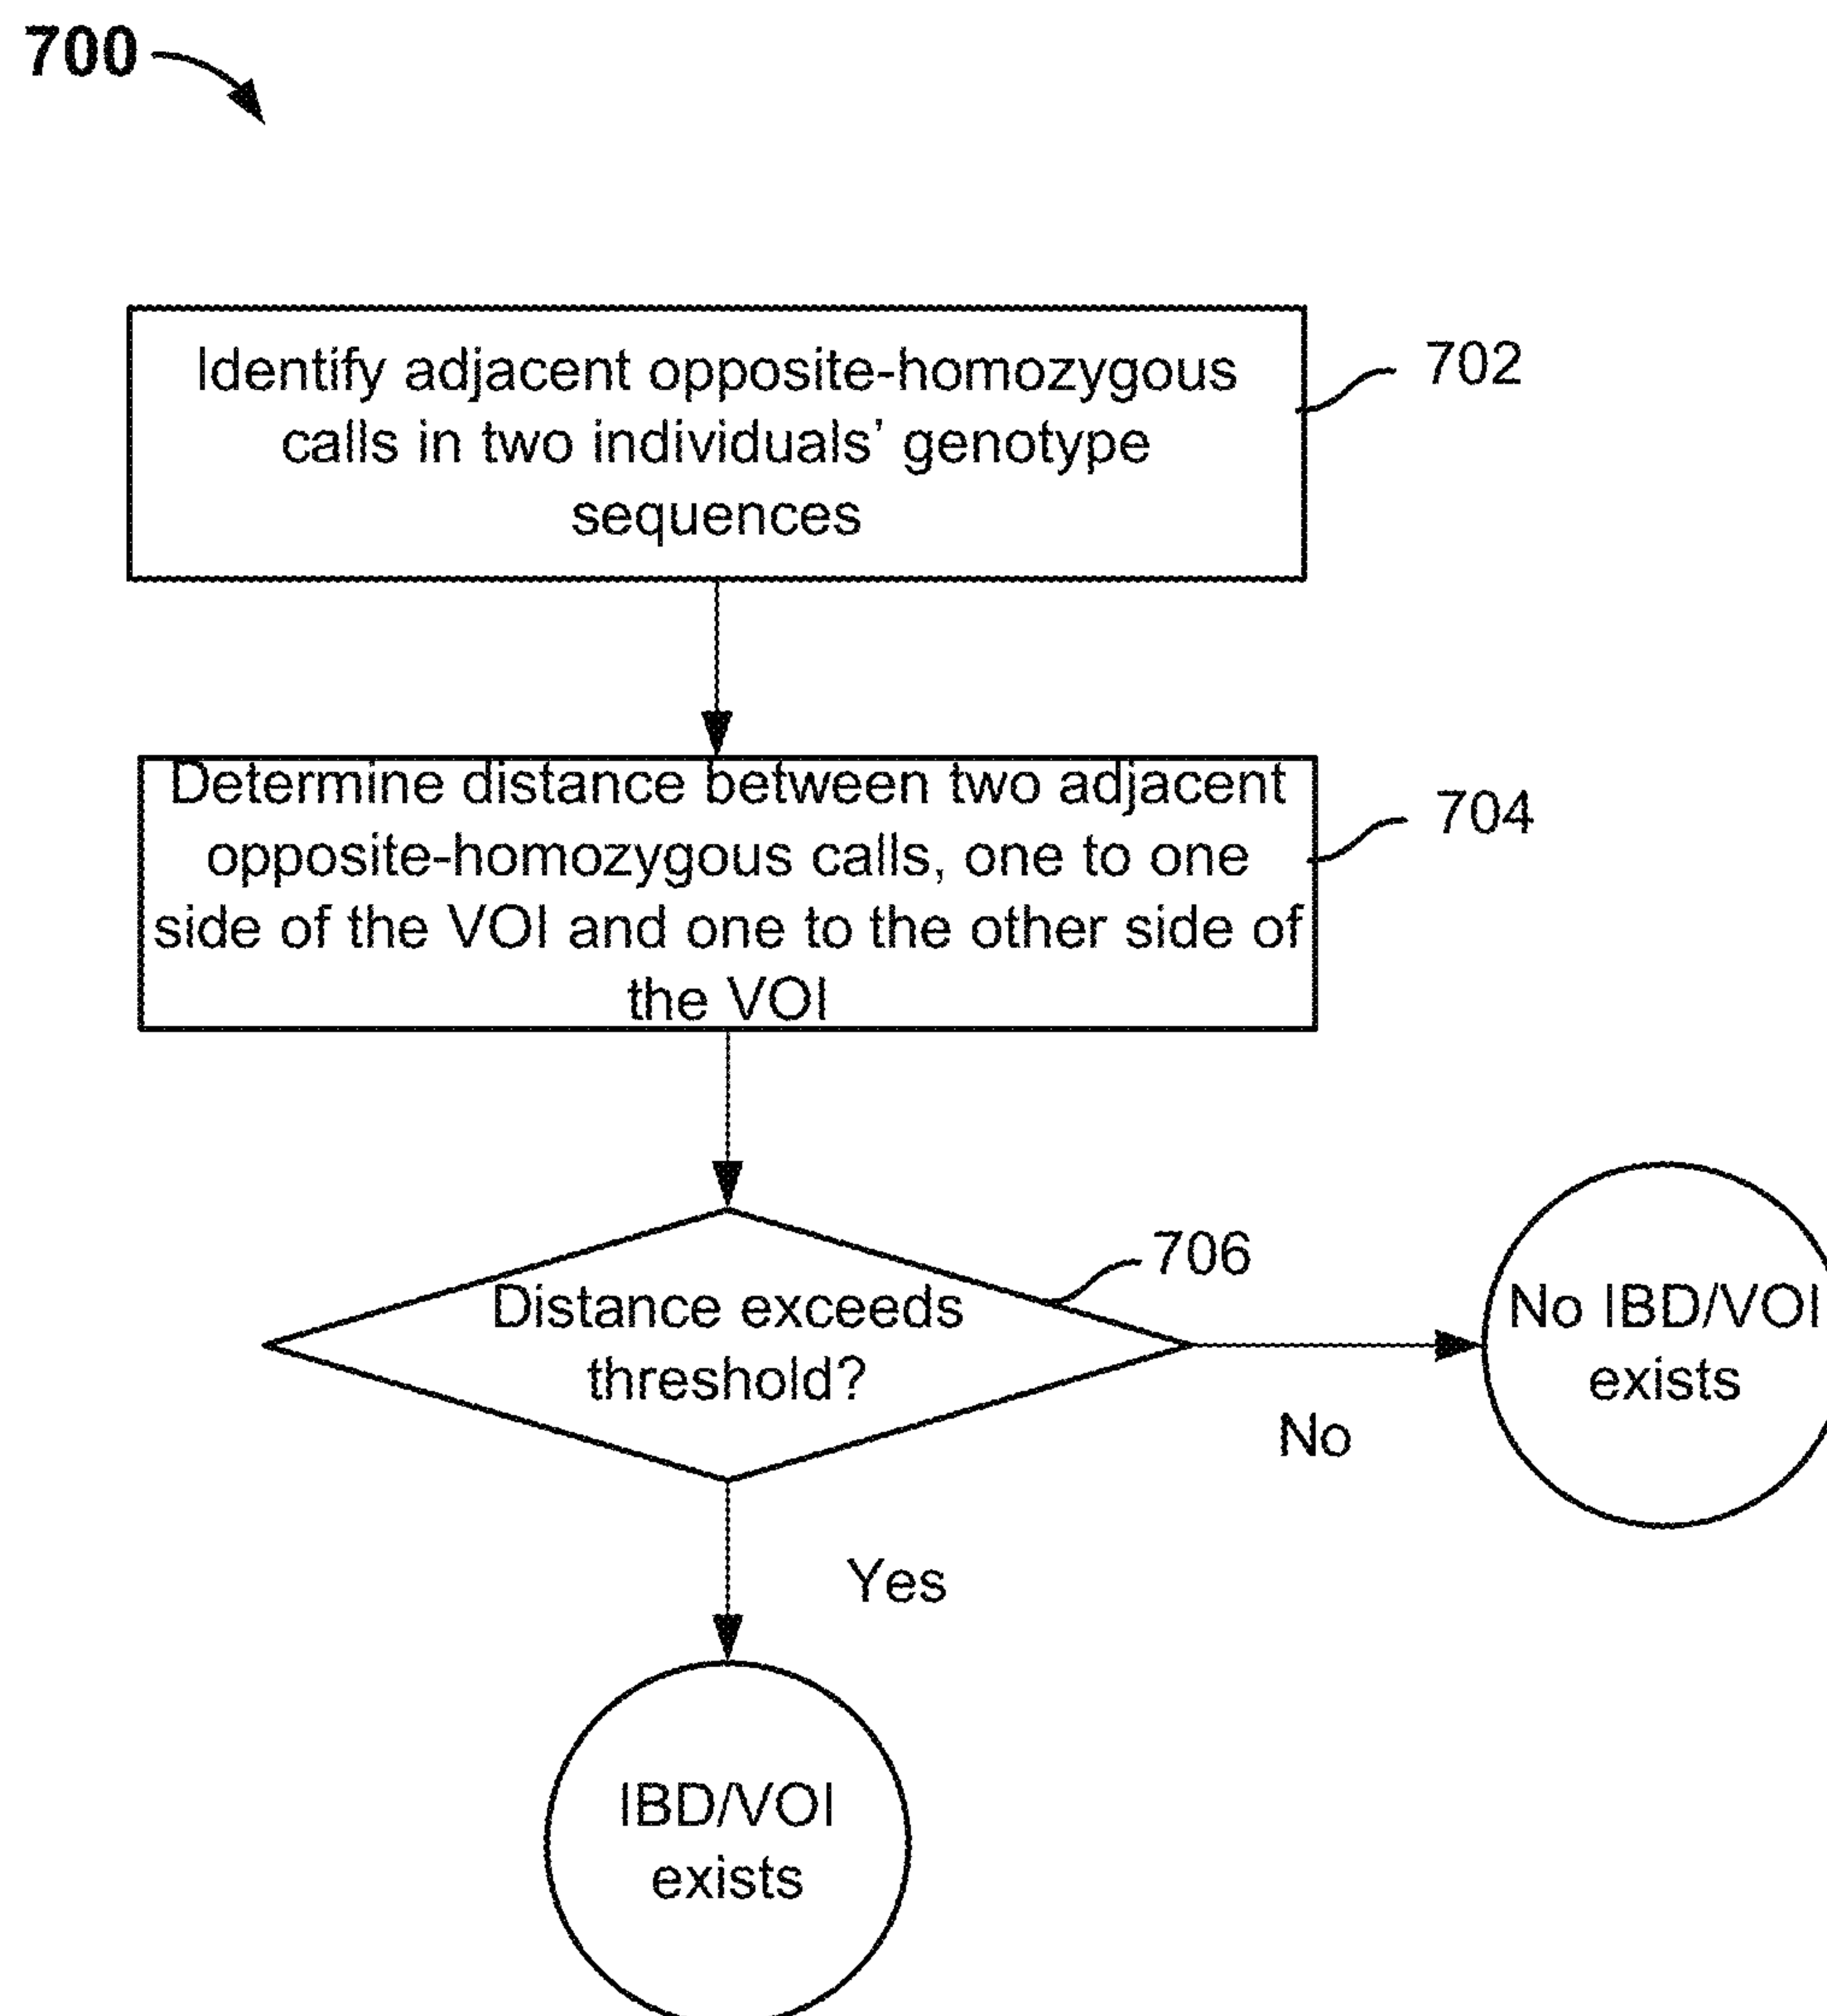 700
Identify adjacent opposite-homozygous
calls in two individuals' genotype
sequences
702
Determine distance between two adjacent
opposite-homozygous calls, one to one
side of the VOI and one to the other side of
the VOI
704
706
Distance exceeds
threshold?
No IBD/VOI
exists
No
Yes
IBD/VOI
exists